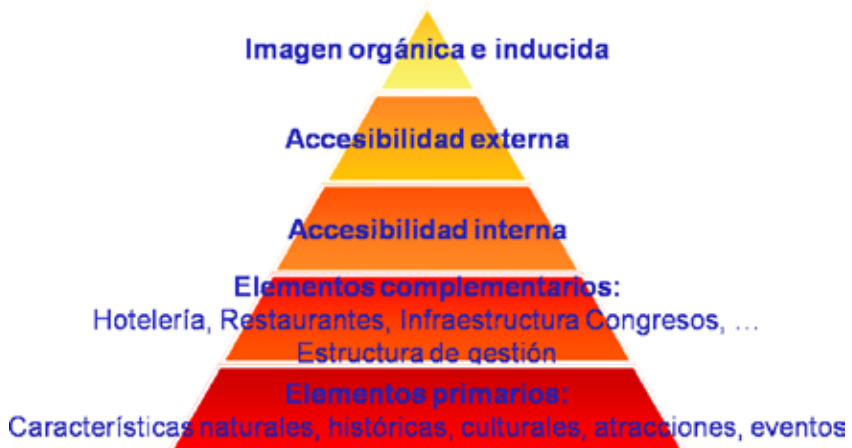 Imagen orgánica e inducida
Accesibilidad externa
Accesibilidad interna
Elementos complementarios:
Hotelería, Restaurantes, Infraestructura Congresos, ...
Estructura de gestión
Elementos primarios:
Características naturales, históricas, culturales, atracciones, eventos